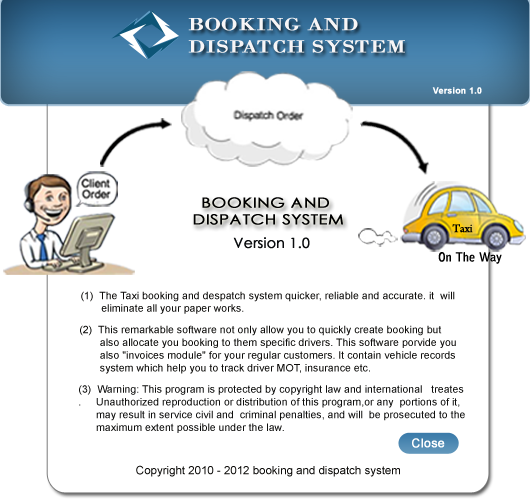 BOOKING AND
DISPATCH SYSTEM
Version 1.0
Dispatch Order
Client
Order
BOOKING AND
DISPATCH SYSTEM
Version 1.0
Taxi
On The Way
(1) The Taxi booking and despatch system quicker, reliable and accurate. it will
eliminate all your paper works.
(2) This remarkable software not only allow you to quickly create booking but
also allocate you booking to them specific drivers. This software porvide you
also "invoices module" for your regular customers. It contain vehicle records
system which help you to track driver MOT, insurance etc.
(3) Warning: This program is protected by copyright law and international treates
. Unauthorized reproduction or distribution of this program,or any portions of it,
may result in service civil and criminal penalties, and will be prosecuted to the
maximum extent possible under the law.
Close
Copyright 2010 - 2012 booking and dispatch system